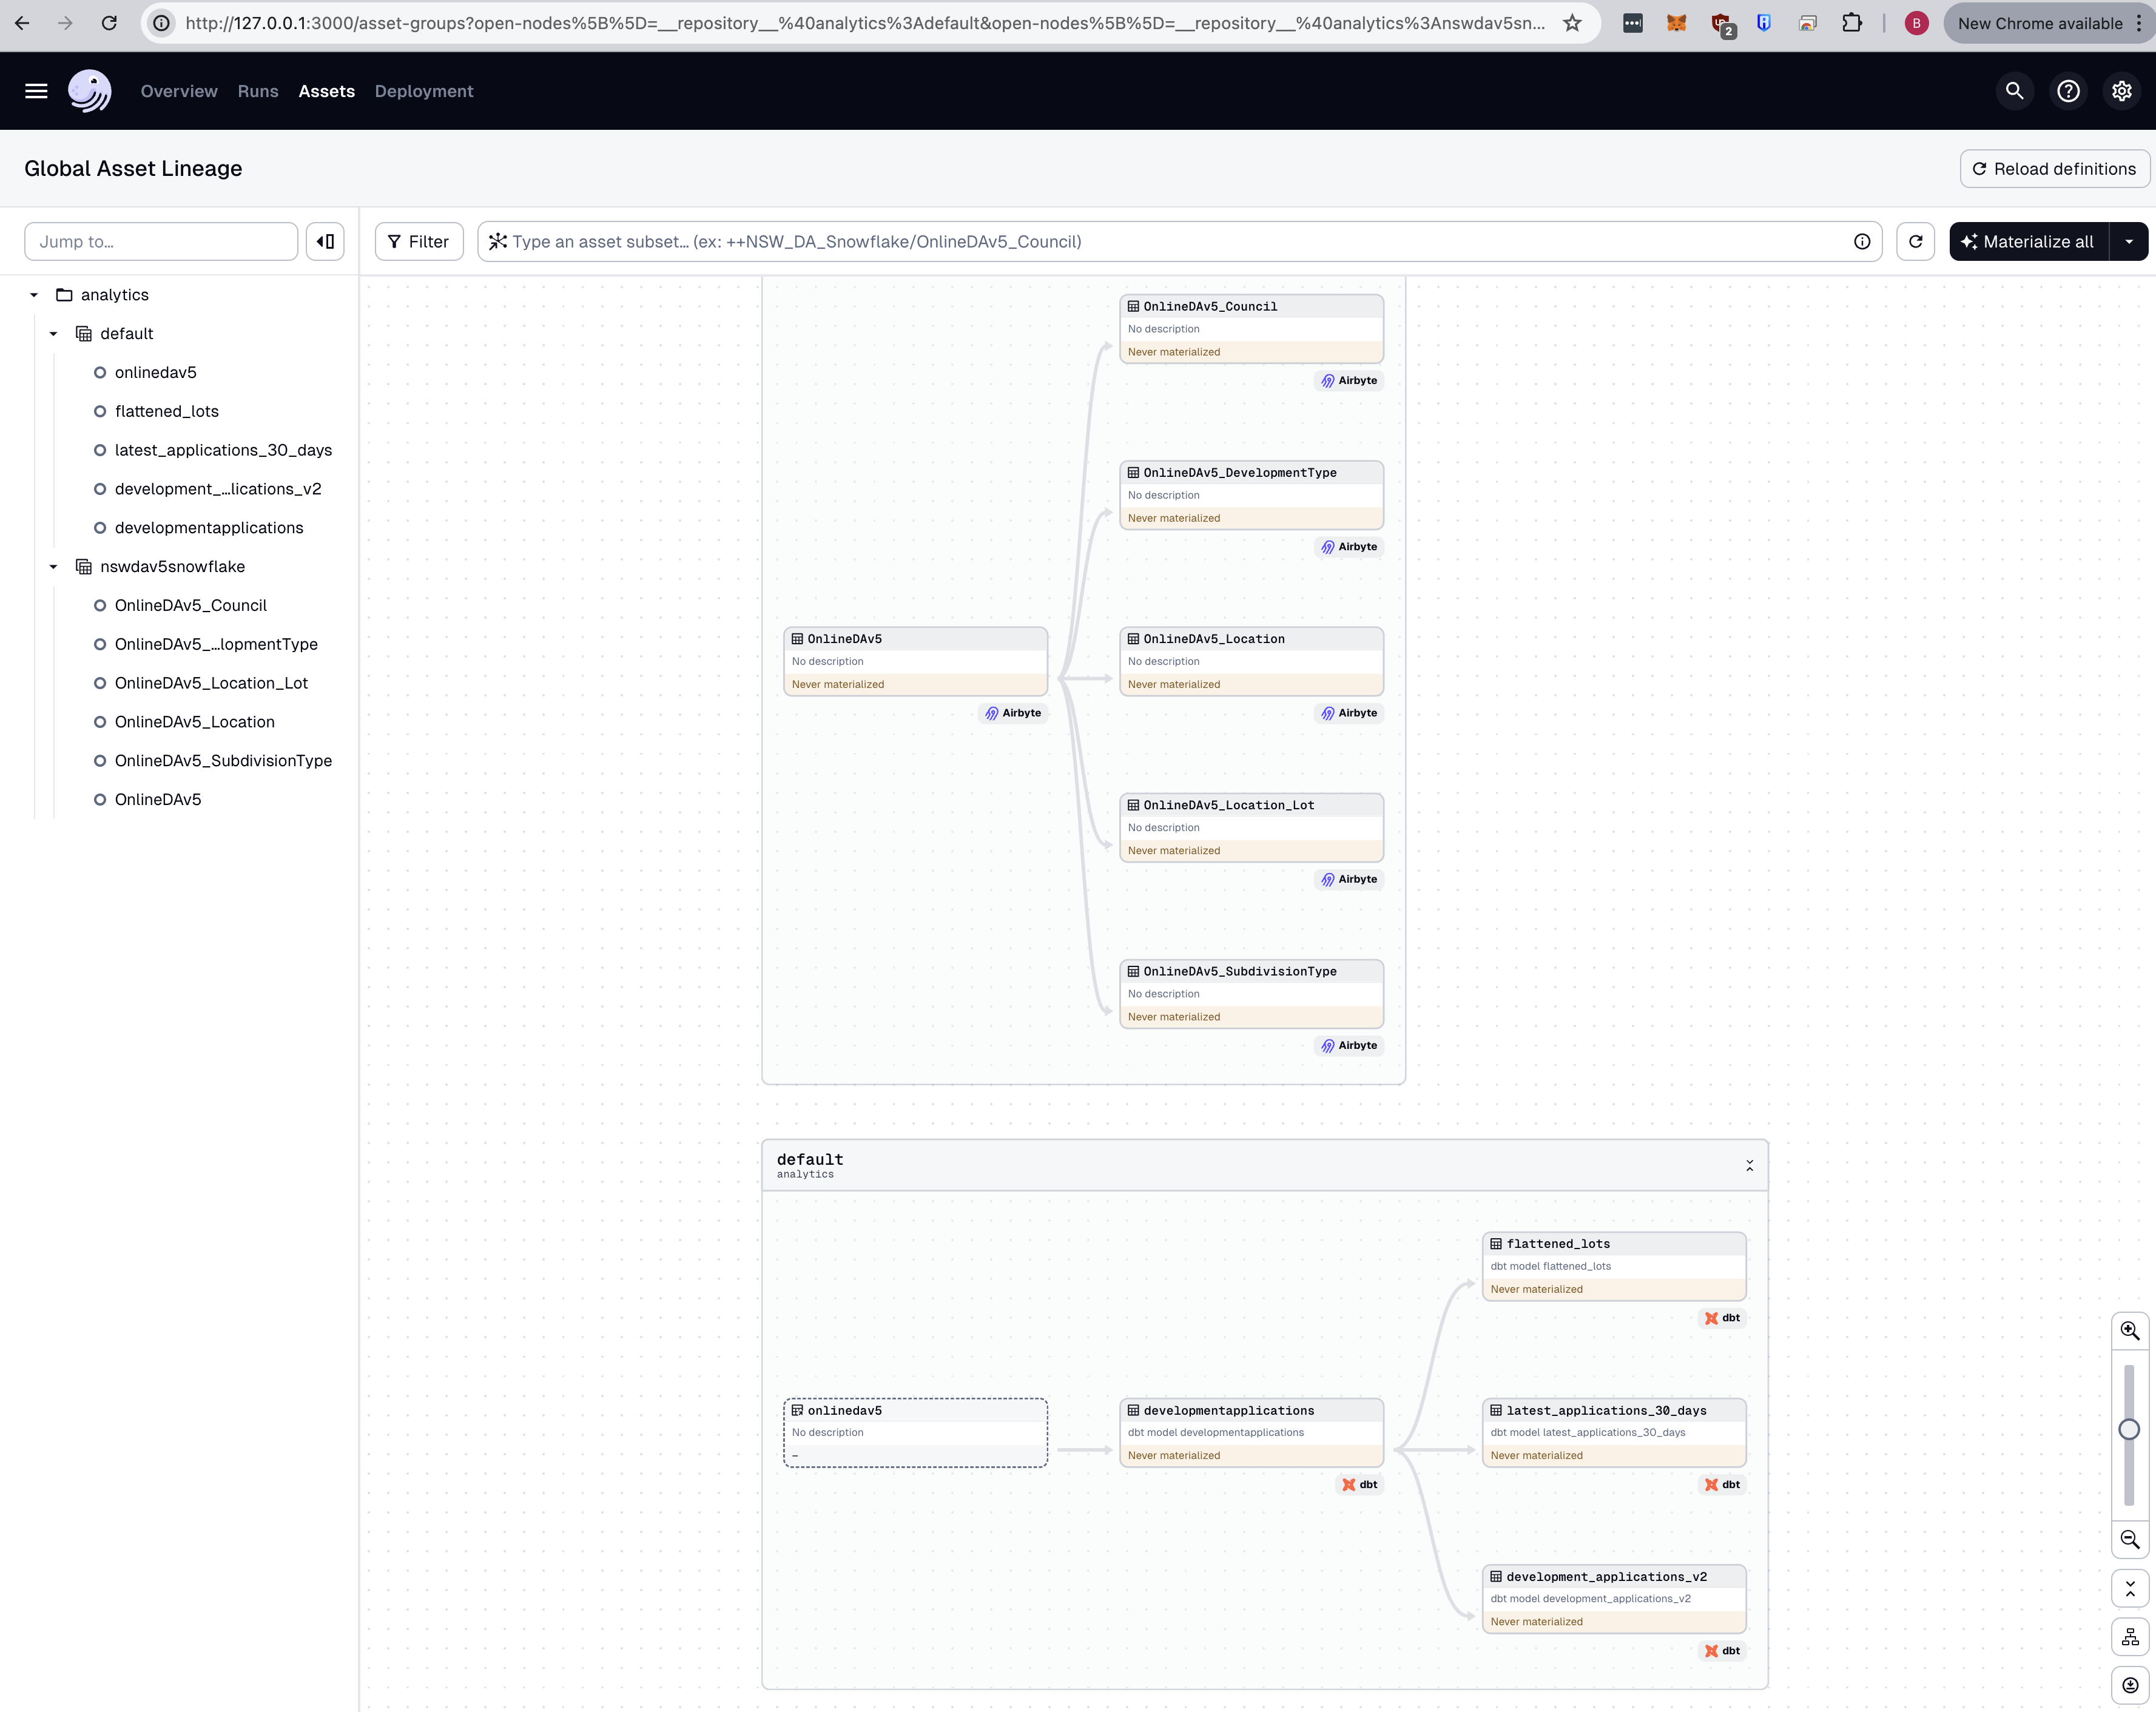 http://127.0.0.1:3000/asset-groups?open-nodes%5B%5D=__repository__%40analytics%3Adefault&open-nodes%5B%5D=__repository__%40analytics%3Answdav5sn...
2
B
New Chrome available
Overview
Runs
Assets
Deployment
Global Asset Lineage
Reload definitions
Jump to…
Filter
Type an asset subset… (ex: ++NSW_DA_Snowflake/OnlineDAv5_Council)
Materialize all
analytics
default
onlinedav5
flattened_lots
latest_applications_30_days
development_…lications_v2
developmentapplications
nswdav5snowflake
OnlineDAv5_Council
OnlineDAv5_…lopmentType
OnlineDAv5_Location_Lot
OnlineDAv5_Location
OnlineDAv5_SubdivisionType
OnlineDAv5
OnlineDAv5_Council
No description
Never materialized
Airbyte
OnlineDAv5_DevelopmentType
No description
Never materialized
Airbyte
OnlineDAv5
No description
Never materialized
Airbyte
OnlineDAv5_Location
No description
Never materialized
Airbyte
OnlineDAv5_Location_Lot
No description
Never materialized
Airbyte
OnlineDAv5_SubdivisionType
No description
Never materialized
Airbyte
default
analytics
flattened_lots
dbt model flattened_lots
Never materialized
dbt
onlinedav5
No description
–
developmentapplications
dbt model developmentapplications
Never materialized
dbt
latest_applications_30_days
dbt model latest_applications_30_days
Never materialized
dbt
development_applications_v2
dbt model development_applications_v2
Never materialized
dbt